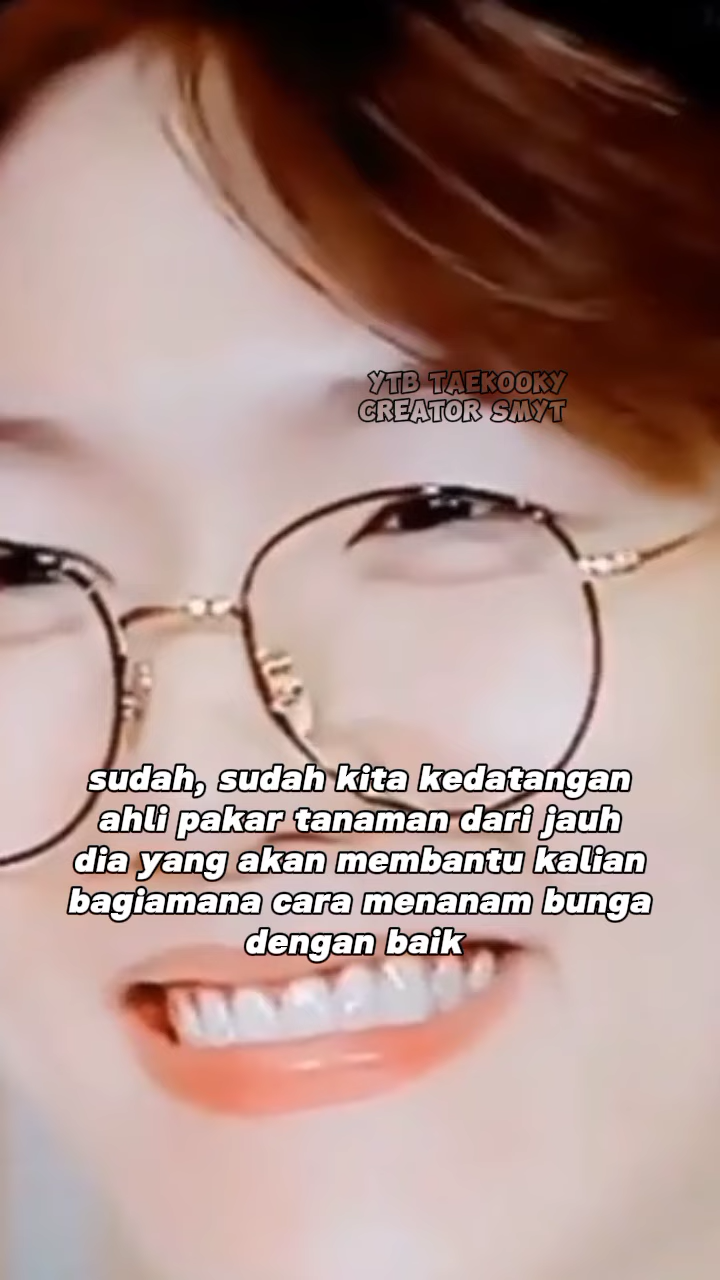 YTB TAEKOOKY
CREATOR SMYT
sudah, sudah kita kedatangan
ahli pakar tanaman dari jauh
dia yang akan membantu kalian
bagiamana cara menanam bunga
dengan baik